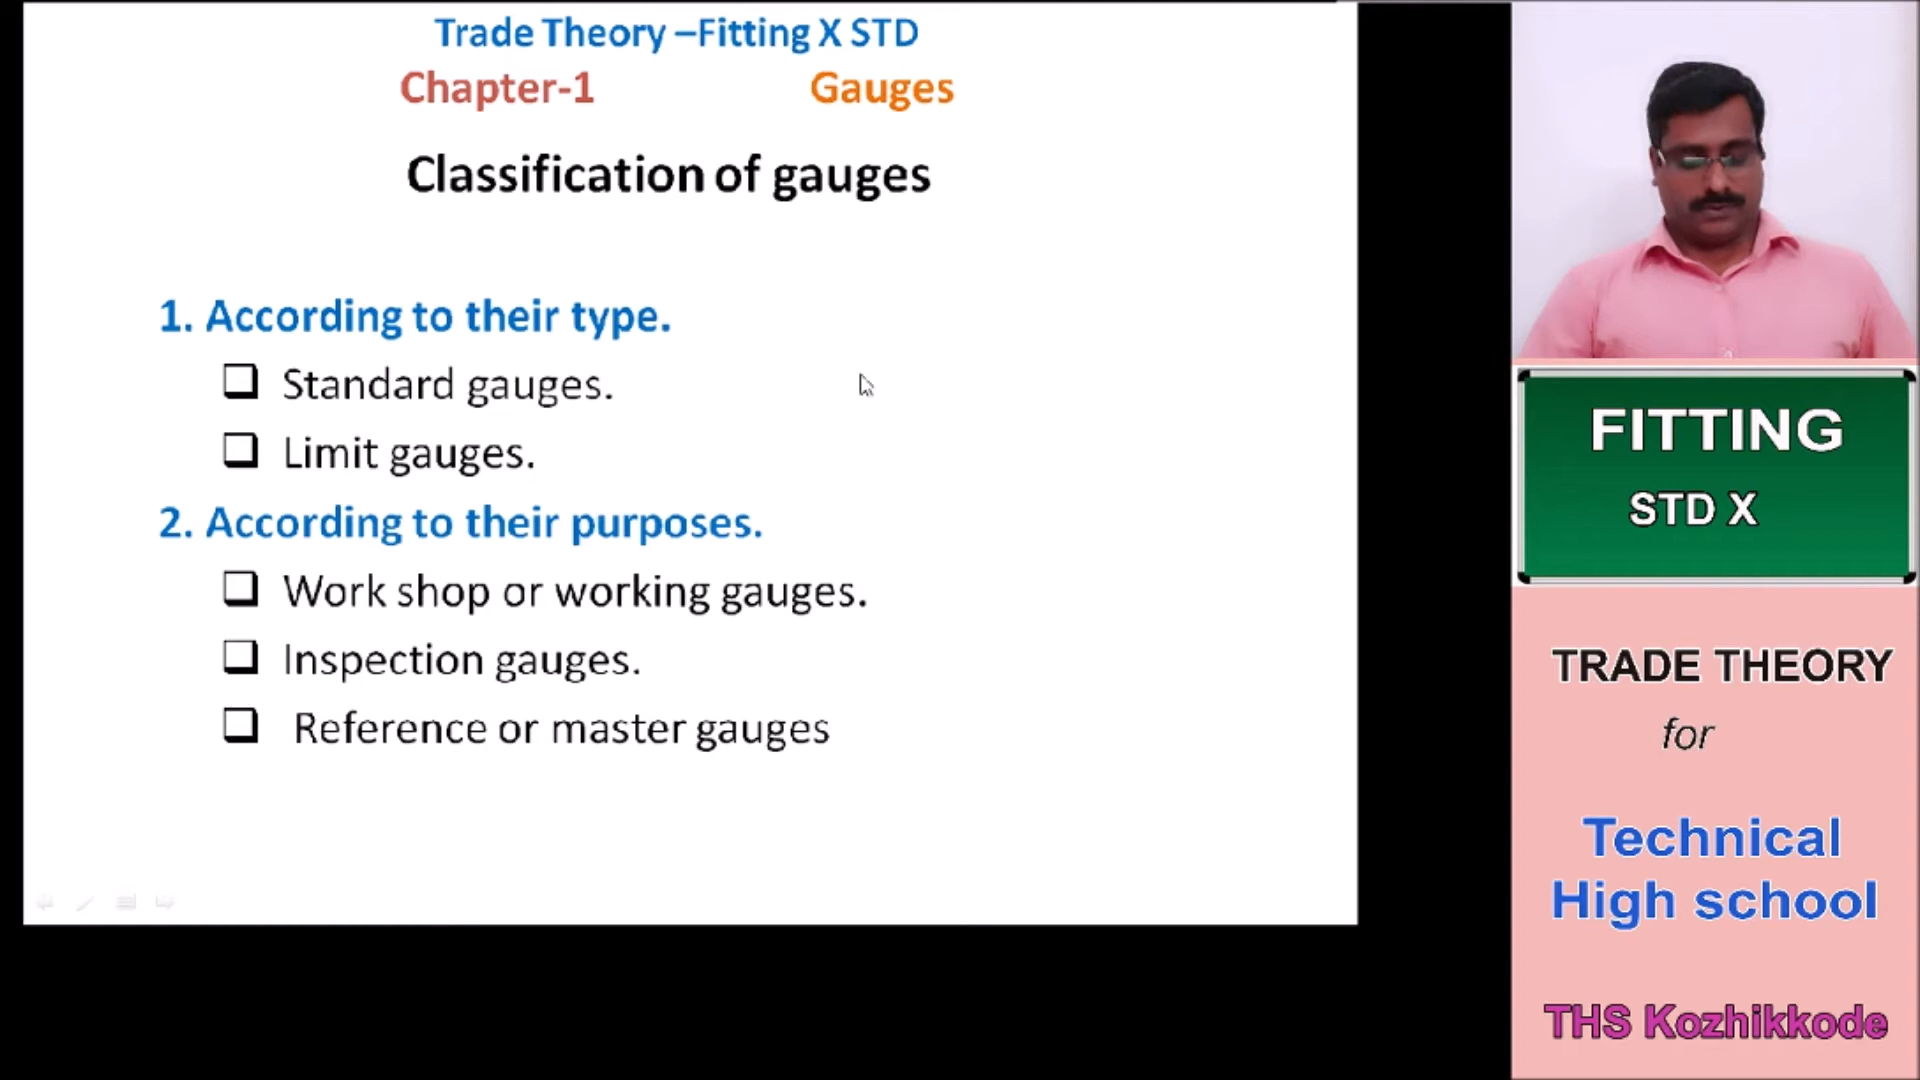 Trade Theory –Fitting X STD
Chapter-1 Gauges
Classification of gauges
1. According to their type.
❑ Standard gauges.
❑ Limit gauges.
2. According to their purposes.
❑ Work shop or working gauges.
❑ Inspection gauges.
❑ Reference or master gauges
FITTING
STD X
TRADE THEORY
for
Technical
High school
THS Kozhikkode